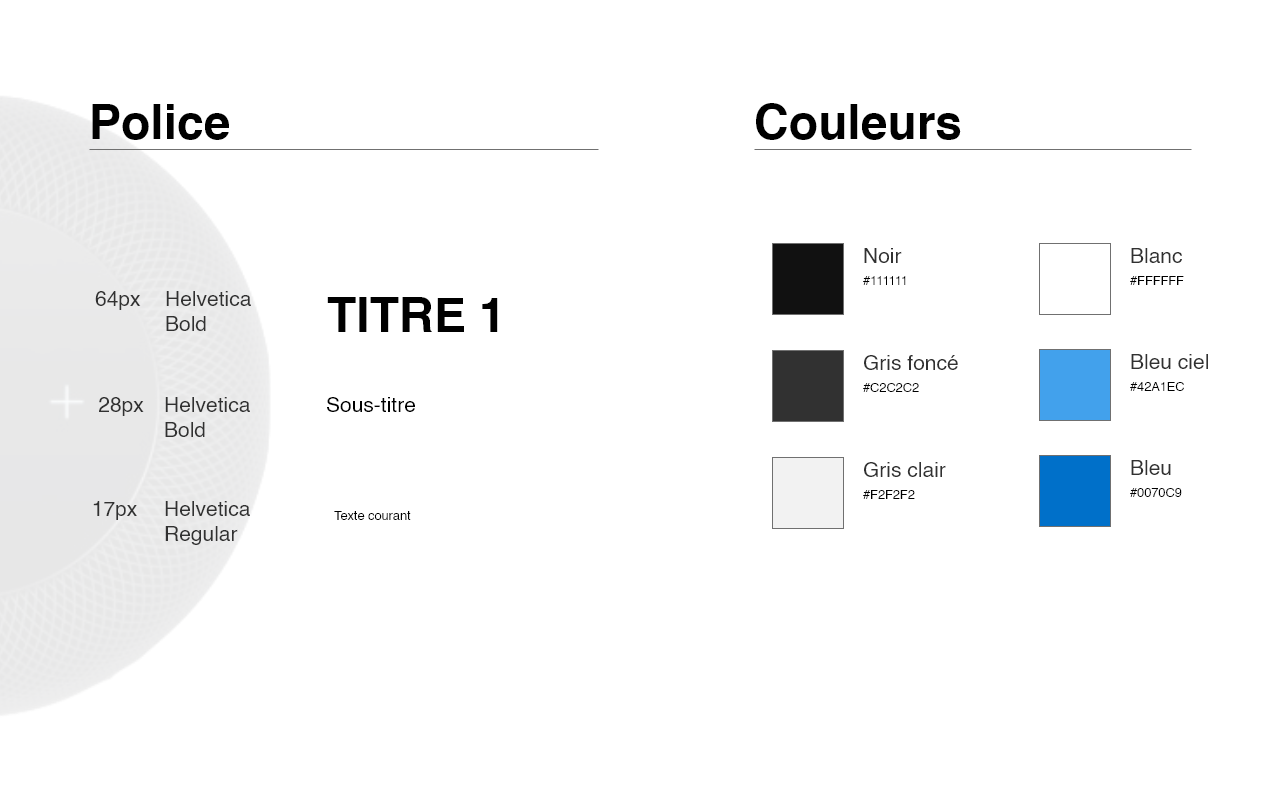 Police
64px
Helvetica
Bold
TITRE 1
28px
Helvetica
Bold
Sous-titre
17px
Helvetica
Regular
Texte courant
Couleurs
Noir
#111111
Blanc
#FFFFFF
Gris foncé
#C2C2C2
Bleu ciel
#42A1EC
Gris clair
#F2F2F2
Bleu
#0070C9